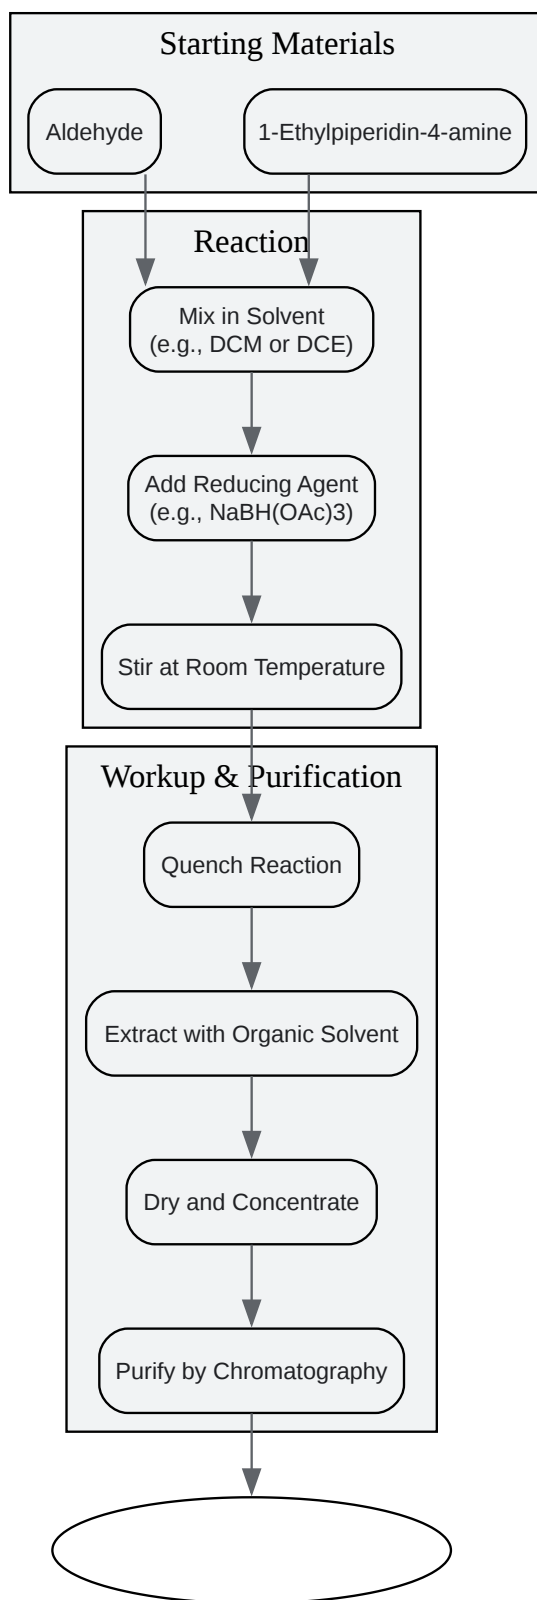 Starting Materials
Aldehyde
1-Ethylpiperidin-4-amine
Reaction
Mix in Solvent
(e.g., DCM or DCE)
Add Reducing Agent
(e.g., NaBH(OAc)3)
Stir at Room Temperature
Workup & Purification
Quench Reaction
Extract with Organic Solvent
Dry and Concentrate
Purify by Chromatography